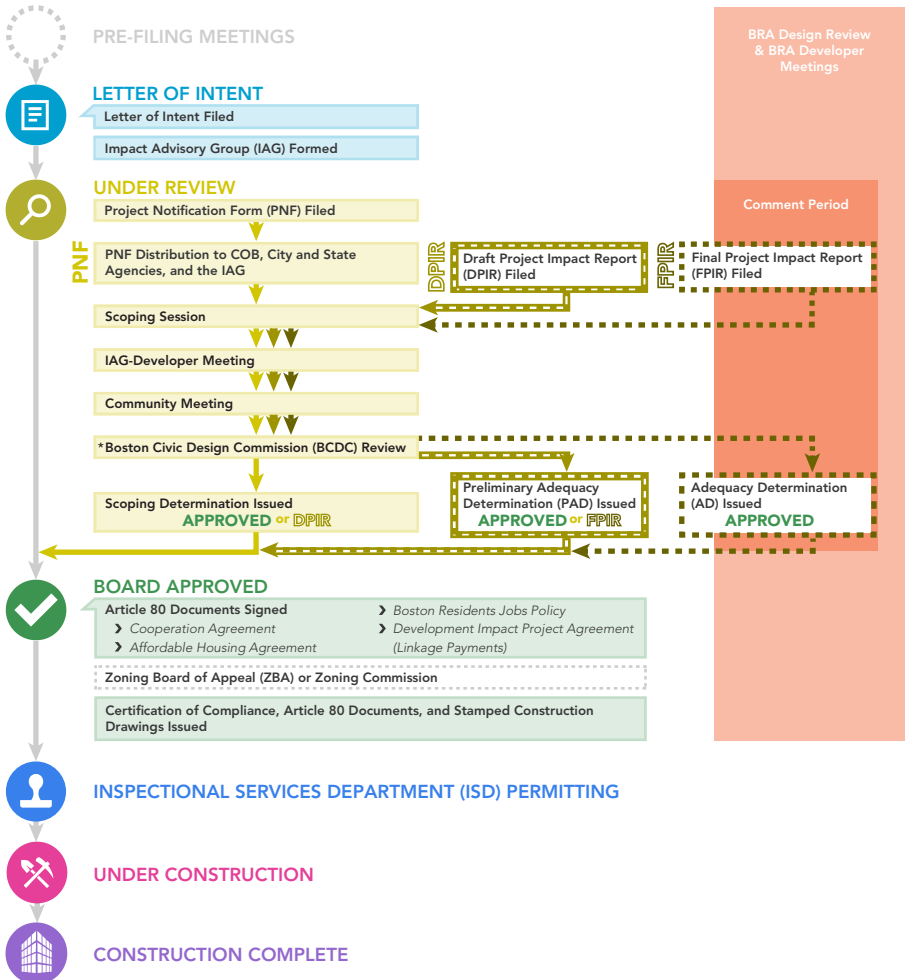 PRE-FILING MEETINGS
BRA Design Review
& BRA Developer
Meetings
LETTER OF INTENT
Letter of Intent Filed
Impact Advisory Group (IAG) Formed
UNDER REVIEW
Project Notification Form (PNF) Filed
Comment Period
PNF
PNF Distribution to COB, City and State
Agencies, and the IAG
DPIR
Draft Project Impact Report
(DPIR) Filed
FPIR
Final Project Impact Report
(FPIR) Filed
Scoping Session
IAG-Developer Meeting
Community Meeting
*Boston Civic Design Commission (BCDC) Review
Scoping Determination Issued
APPROVED or DPIR
Preliminary Adequacy
Determination (PAD) Issued
APPROVED or FPIR
Adequacy Determination
(AD) Issued
APPROVED
BOARD APPROVED
Article 80 Documents Signed
❯ Cooperation Agreement
❯ Affordable Housing Agreement
❯ Boston Residents Jobs Policy
❯ Development Impact Project Agreement
(Linkage Payments)
Zoning Board of Appeal (ZBA) or Zoning Commission
Certification of Compliance, Article 80 Documents, and Stamped Construction
Drawings Issued
INSPECTIONAL SERVICES DEPARTMENT (ISD) PERMITTING
UNDER CONSTRUCTION
CONSTRUCTION COMPLETE